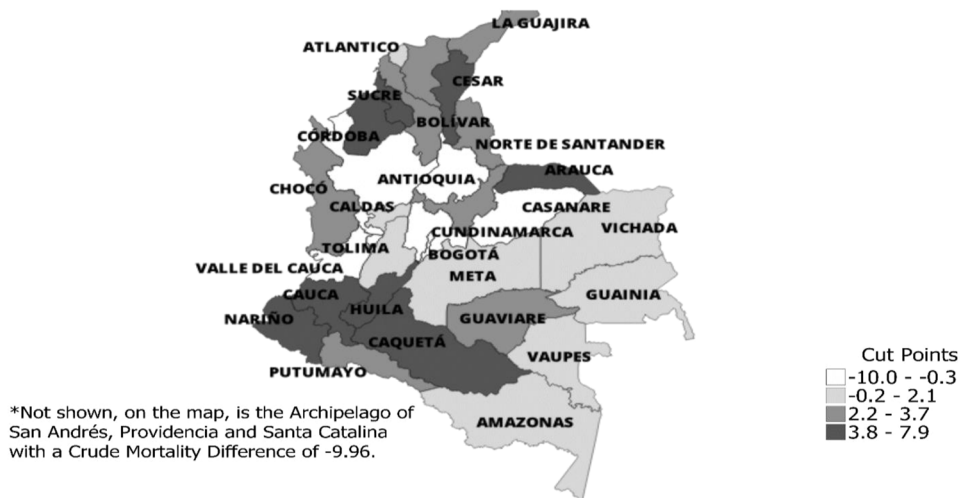 LA GUAJIRA
ATLANTICO
CESAR
SUCRE
BOLÍVAR
CÓRDOBA
NORTE DE SANTANDER
ARAUCA
ANTIOQUIA
CHOCÓ
CALDAS
CASANARE
CUNDINAMARCA
VICHADA
TOLIMA
BOGOTÁ
VALLE DEL CAUCA
META
CAUCA
GUAINIA
HUILA
NARIÑO
GUAVIARE
CAQUETÁ
VAUPES
PUTUMAYO
AMAZONAS
Cut Points
-10.0 - -0.3
-0.2 - 2.1
2.2 - 3.7
3.8 - 7.9
*Not shown, on the map, is the Archipelago of
San Andrés, Providencia and Santa Catalina
with a Crude Mortality Difference of -9.96.